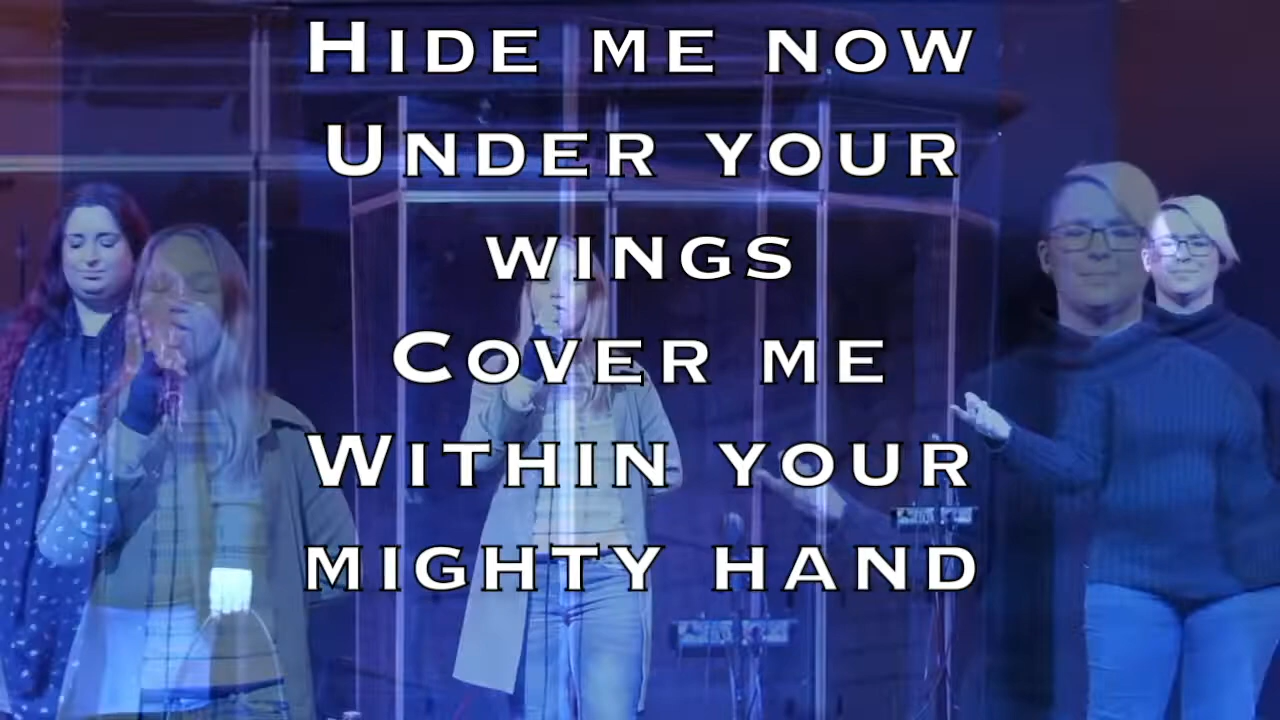 HIDE ME NOW
UNDER YOUR
WINGS
COVER ME
WITHIN YOUR
MIGHTY HAND